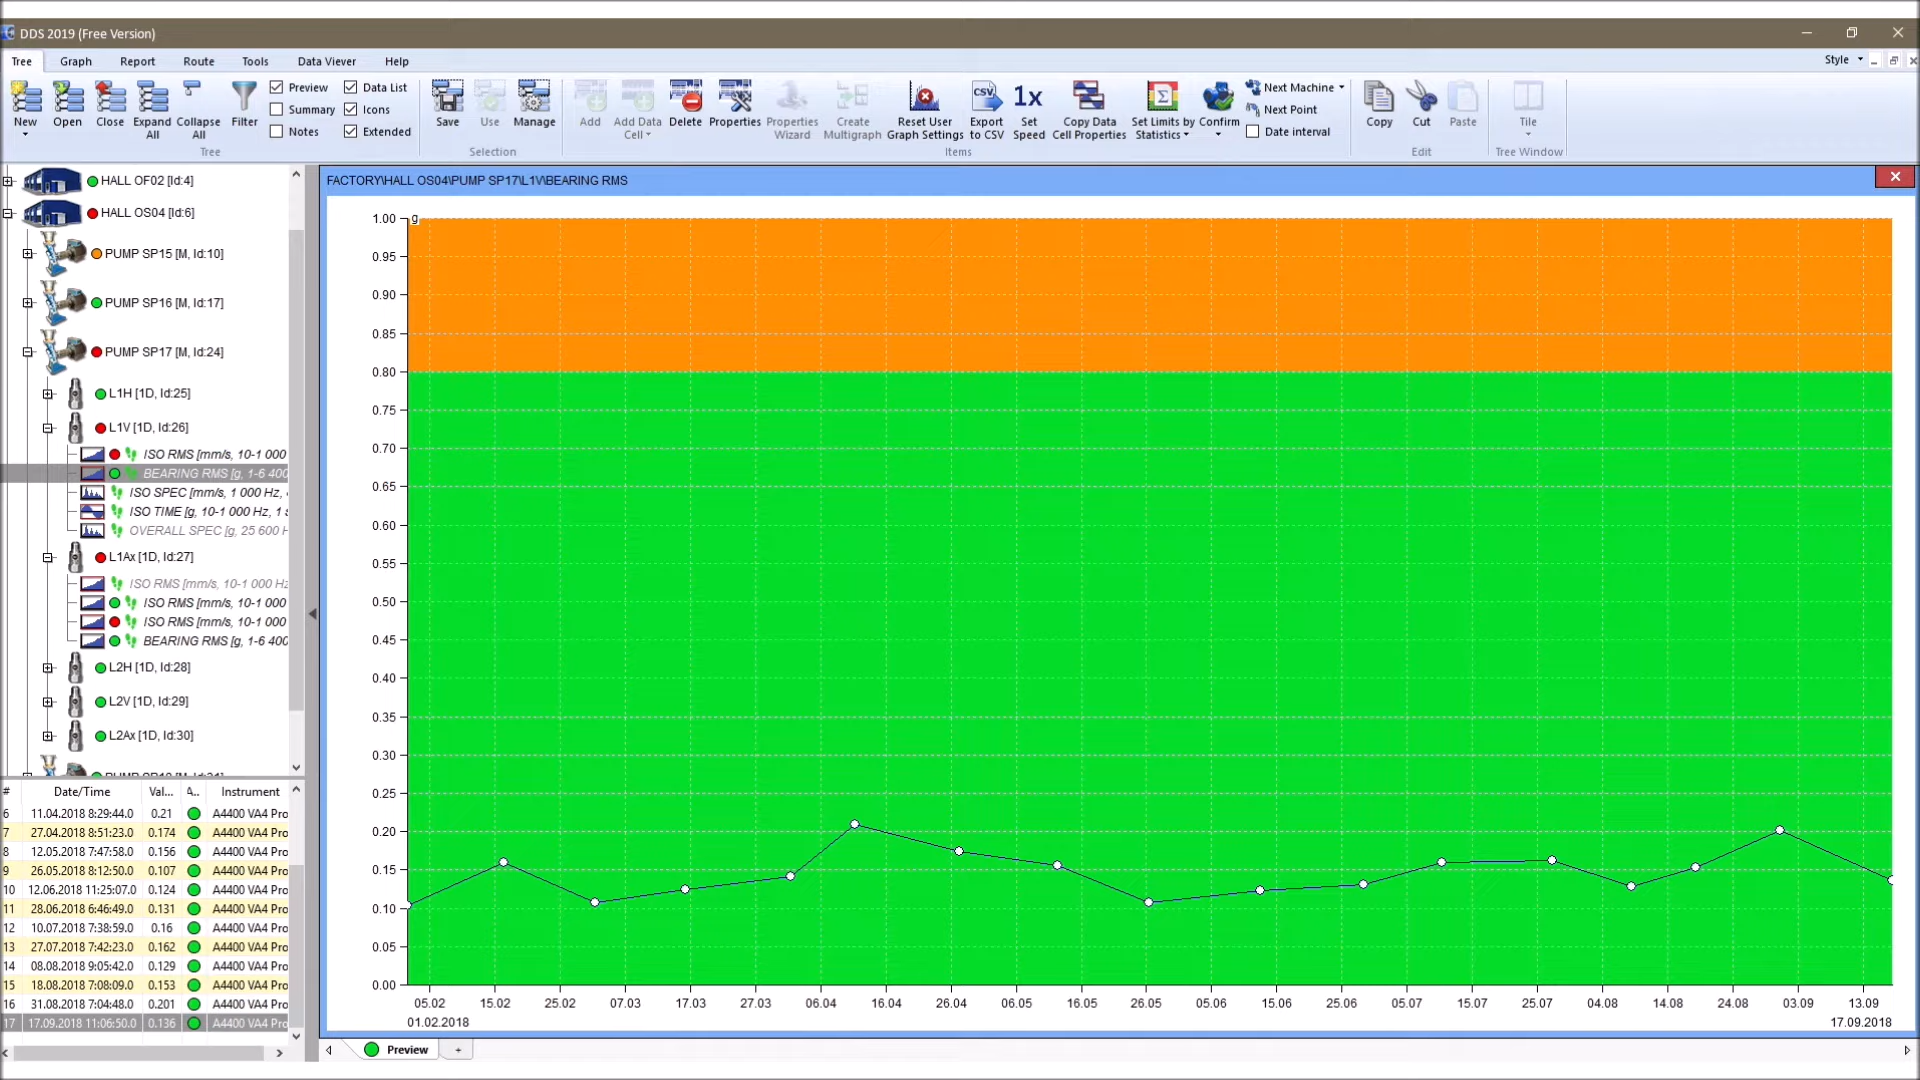 DDS 2019 (Free Version)
Tree Graph Report Route Tools Data Viewer Help Style
New Open Close Expand All Collapse All Filter
Preview Data List
Summary Icons
Notes Extended
Tree
Save Use Manage
Selection
Add Add Data Cell Delete Properties Properties Wizard Create Multigraph Reset User Graph Settings CSV Export to CSV 1x Set Speed Copy Data Cell Properties Set Limits by Statistics Confirm
Next Machine
Next Point
Date interval
Items
Copy Cut Paste
Edit
Tile
Tree Window
HALL OF02 [Id:4]
HALL OS04 [Id:6]
PUMP SP15 [M, Id:10]
PUMP SP16 [M, Id:17]
PUMP SP17 [M, Id:24]
L1H [1D, Id:25]
L1V [1D, Id:26]
ISO RMS [mm/s, 10-1 000
BEARING RMS [g, 1-6 400
ISO SPEC [mm/s, 1 000 Hz,
ISO TIME [g, 10-1 000 Hz, 1 s
OVERALL SPEC [g, 25 600 H
L1Ax [1D, Id:27]
ISO RMS [mm/s, 10-1 000 Hz
ISO RMS [mm/s, 10-1 000
ISO RMS [mm/s, 10-1 000
BEARING RMS [g, 1-6 400
L2H [1D, Id:28]
L2V [1D, Id:29]
L2Ax [1D, Id:30]
# Date/Time Val... A.. Instrument
6 11.04.2018 8:29:44.0 0.21 A4400 VA4 Pro
7 27.04.2018 8:51:23.0 0.174 A4400 VA4 Pro
8 12.05.2018 7:47:58.0 0.156 A4400 VA4 Pro
9 26.05.2018 8:12:50.0 0.107 A4400 VA4 Pro
10 12.06.2018 11:25:07.0 0.124 A4400 VA4 Pro
11 28.06.2018 6:46:49.0 0.131 A4400 VA4 Pro
12 10.07.2018 7:38:59.0 0.16 A4400 VA4 Pro
13 27.07.2018 7:42:23.0 0.162 A4400 VA4 Pro
14 08.08.2018 9:05:42.0 0.129 A4400 VA4 Pro
15 18.08.2018 7:08:09.0 0.153 A4400 VA4 Pro
16 31.08.2018 7:04:48.0 0.201 A4400 VA4 Pro
17 17.09.2018 11:06:50.0 0.136 A4400 VA4 Pro
FACTORY\HALL OS04\PUMP SP17\L1V\BEARING RMS
g
1.00
0.95
0.90
0.85
0.80
0.75
0.70
0.65
0.60
0.55
0.50
0.45
0.40
0.35
0.30
0.25
0.20
0.15
0.10
0.05
0.00
05.02 15.02 25.02 07.03 17.03 27.03 06.04 16.04 26.04 06.05 16.05 26.05 05.06 15.06 25.06 05.07 15.07 25.07 04.08 14.08 24.08 03.09 13.09
01.02.2018 17.09.2018
Preview +